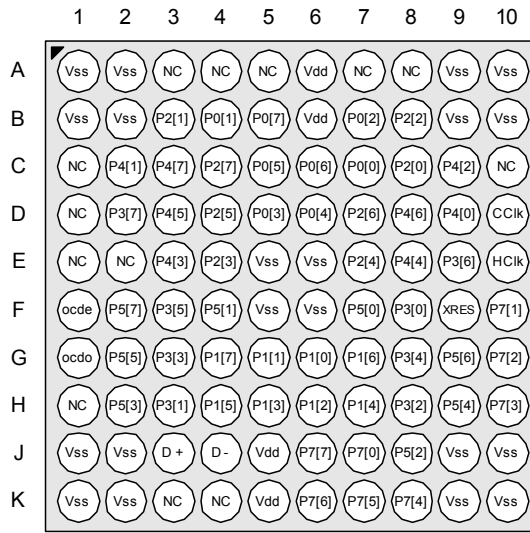 1 2 3 4 5 6 7 8 9 10
A Vss Vss NC NC NC Vdd NC NC Vss Vss
B Vss Vss P2[1] P0[1] P0[7] Vdd P0[2] P2[2] Vss Vss
C NC P4[1] P4[7] P2[7] P0[5] P0[6] P0[0] P2[0] P4[2] NC
D NC P3[7] P4[5] P2[5] P0[3] P0[4] P2[6] P4[6] P4[0] CClk
E NC NC P4[3] P2[3] Vss Vss P2[4] P4[4] P3[6] HClk
F ocde P5[7] P3[5] P5[1] Vss Vss P5[0] P3[0] XRES P7[1]
G ocdo P5[5] P3[3] P1[7] P1[1] P1[0] P1[6] P3[4] P5[6] P7[2]
H NC P5[3] P3[1] P1[5] P1[3] P1[2] P1[4] P3[2] P5[4] P7[3]
J Vss Vss D + D - Vdd P7[7] P7[0] P5[2] Vss Vss
K Vss Vss NC NC Vdd P7[6] P7[5] P7[4] Vss Vss